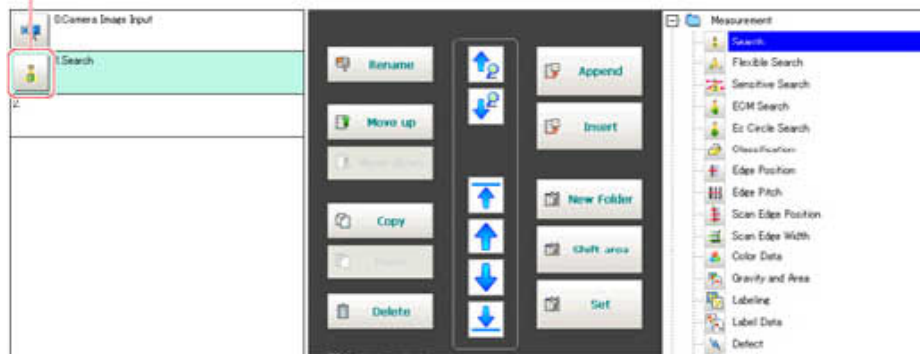 0.Camera Image Input
1.Search
2.
Rename
Move up
Copy
Delete
Append
Insert
New Folder
Shift area
Set
Measurement
Search
Flexible Search
Sensitive Search
ECM Search
Ec Circle Search
Classification
Edge Position
Edge Pitch
Scan Edge Position
Scan Edge Width
Color Data
Gravity and Area
Labeling
Label Data
Defect